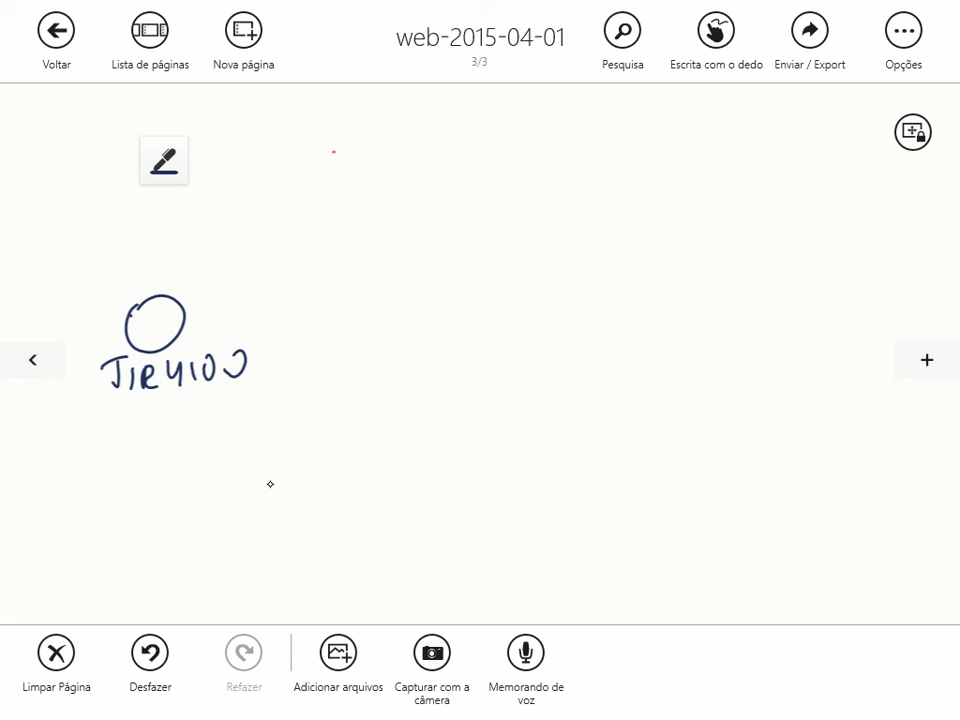 web-2015-04-01
3/3
Voltar
Lista de páginas
Nova página
Pesquisa
Escrita com o dedo
Enviar / Export
Opções
JIR4100
Limpar Página
Desfazer
Refazer
Adicionar arquivos
Capturar com a
câmera
Memorando de
voz